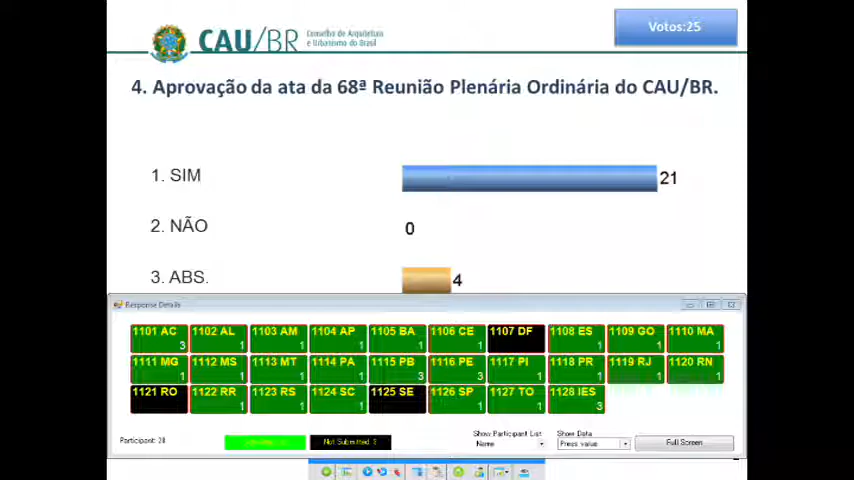 CAU/BR Conselho de Arquitetura
e Urbanismo do Brasil
Votos:25
4. Aprovação da ata da 68ª Reunião Plenária Ordinária do CAU/BR.
1. SIM 21
2. NÃO 0
3. ABS. 4
Response Details
1101 AC 1102 AL 1103 AM 1104 AP 1105 BA 1106 CE 1107 DF 1108 ES 1109 GO 1110 MA
3 1 1 1 1 1 1 1 1
1111 MG 1112 MS 1113 MT 1114 PA 1115 PB 1116 PE 1117 PI 1118 PR 1119 RJ 1120 RN
1 1 1 1 3 3 1 1 1 1
1121 RO 1122 RR 1123 RS 1124 SC 1125 SE 1126 SP 1127 TO 1128 IES
1 1 1 1 1 3
Participant: 28
Not Submitted: 3
Show Participant List:
Name
Show Data
Press value
Full Screen